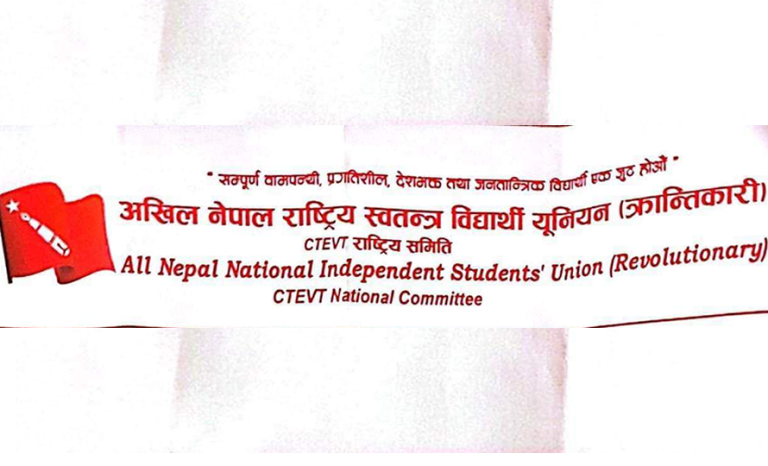 " सम्पूर्ण वामपन्थी, प्रगतिशील, देशभक्त तथा जनतान्त्रिक विद्यार्थी एक जुट होऔं "
अखिल नेपाल राष्ट्रिय स्वतन्त्र विद्यार्थी यूनियन (क्रान्तिकारी)
CTEVT राष्ट्रिय समिति
All Nepal National Independent Students' Union (Revolutionary)
CTEVT National Committee